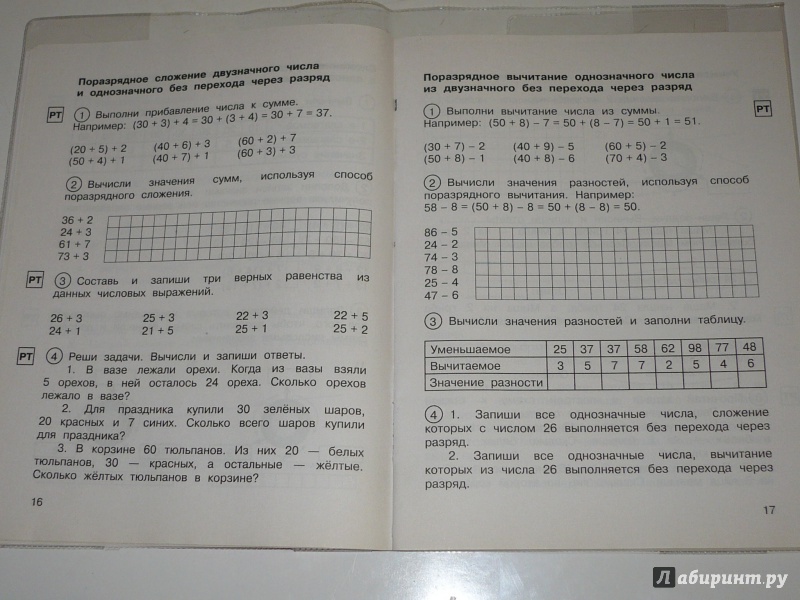 Поразрядное сложение двузначного числа
и однозначного без перехода через разряд
РТ
1 Выполни прибавление числа к сумме.
Например: (30 + 3) + 4 = 30 + (3 + 4) = 30 + 7 = 37.
(20 + 5) + 2 (40 + 6) + 3 (60 + 2) + 7
(50 + 4) + 1 (40 + 7) + 1 (60 + 3) + 3
2 Вычисли значения сумм, используя способ
поразрядного сложения.
36 + 2
24 + 3
61 + 7
73 + 3
РТ
3 Составь и запиши три верных равенства из
данных числовых выражений.
26 + 3 25 + 3 22 + 3 22 + 5
24 + 1 21 + 5 25 + 1 25 + 2
РТ
4 Реши задачи. Вычисли и запиши ответы.
1. В вазе лежали орехи. Когда из вазы взяли
5 орехов, в ней осталось 24 ореха. Сколько орехов
лежало в вазе?
2. Для праздника купили 30 зелёных шаров,
20 красных и 7 синих. Сколько всего шаров купили
для праздника?
3. В корзине 60 тюльпанов. Из них 20 — белых
тюльпанов, 30 — красных, а остальные — жёлтые.
Сколько жёлтых тюльпанов в корзине?
16
Поразрядное вычитание однозначного числа
из двузначного без перехода через разряд
1 Выполни вычитание числа из суммы.
Например: (50 + 8) – 7 = 50 + (8 – 7) = 50 + 1 = 51.
РТ
(30 + 7) – 2 (40 + 9) – 5 (60 + 5) – 2
(50 + 8) – 1 (40 + 8) – 6 (70 + 4) – 3
2 Вычисли значения разностей, используя способ
поразрядного вычитания. Например:
58 – 8 = (50 + 8) – 8 = 50 + (8 – 8) = 50.
86 – 5
24 – 2
74 – 3
78 – 8
25 – 4
47 – 6
3 Вычисли значения разностей и заполни таблицу.
Уменьшаемое 25 37 37 58 62 98 77 48
Вычитаемое 3 5 7 7 2 5 4 6
Значение разности
4 1. Запиши все однозначные числа, сложение
которых с числом 26 выполняется без перехода через
разряд.
2. Запиши все однозначные числа, вычитание
которых из числа 26 выполняется без перехода через
разряд.
17
Лабиринт.ру